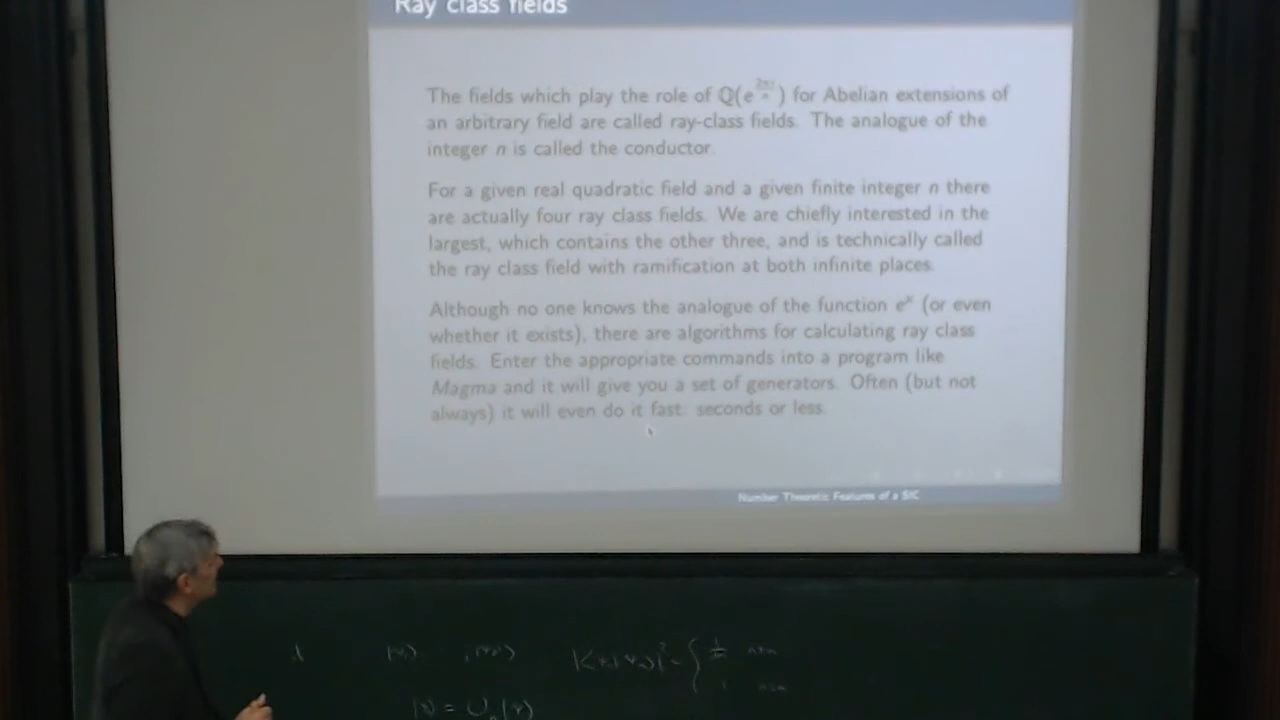 Ray class fields
The fields which play the role of Q(e^{2πi/n}) for Abelian extensions of
an arbitrary field are called ray-class fields. The analogue of the
integer n is called the conductor.
For a given real quadratic field and a given finite integer n there
are actually four ray class fields. We are chiefly interested in the
largest, which contains the other three, and is technically called
the ray class field with ramification at both infinite places.
Although no one knows the analogue of the function e^x (or even
whether it exists), there are algorithms for calculating ray class
fields. Enter the appropriate commands into a program like
Magma and it will give you a set of generators. Often (but not
always) it will even do it fast: seconds or less.
Number Theoretic Features of a SIC